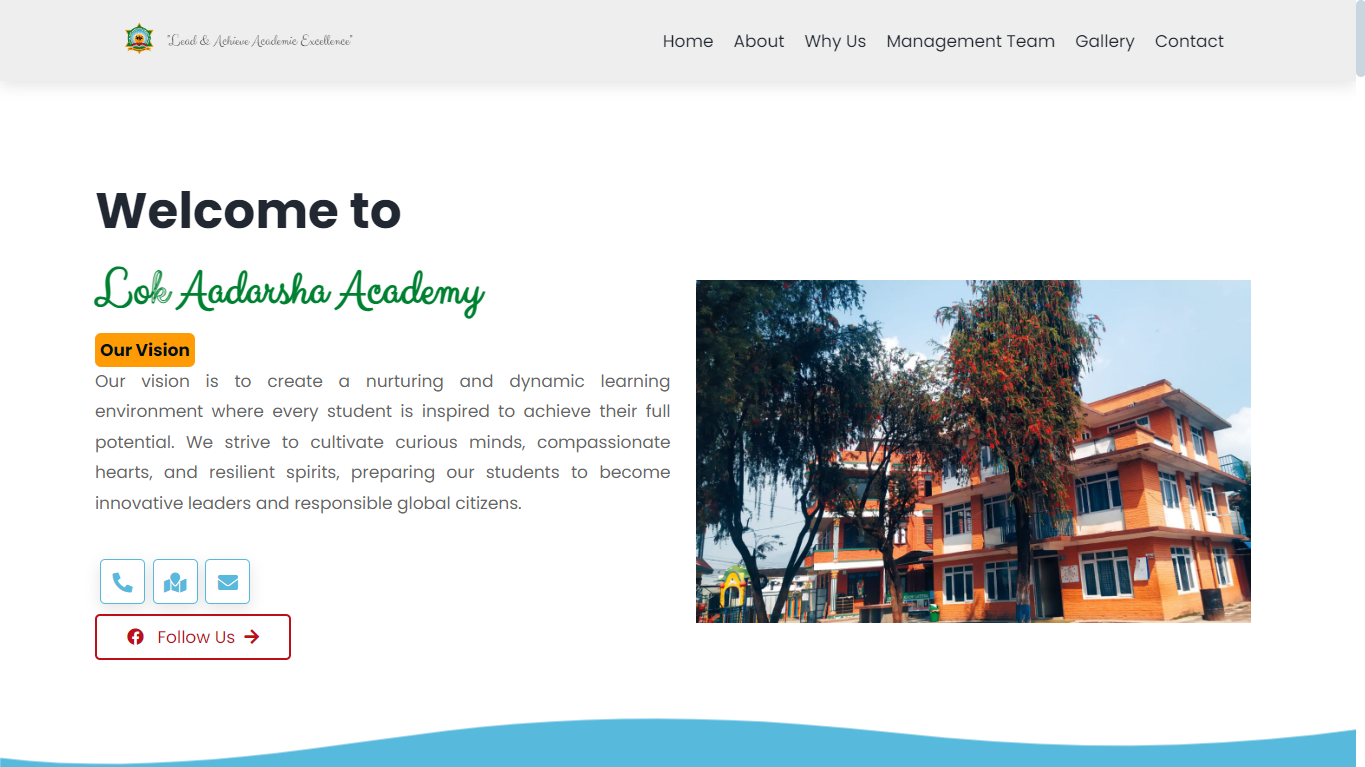 "Lead & Achieve Academic Excellence"
Home About Why Us Management Team Gallery Contact
Welcome to
Lok Aadarsha Academy
Our Vision
Our vision is to create a nurturing and dynamic learning
environment where every student is inspired to achieve their full
potential. We strive to cultivate curious minds, compassionate
hearts, and resilient spirits, preparing our students to become
innovative leaders and responsible global citizens.
Follow Us